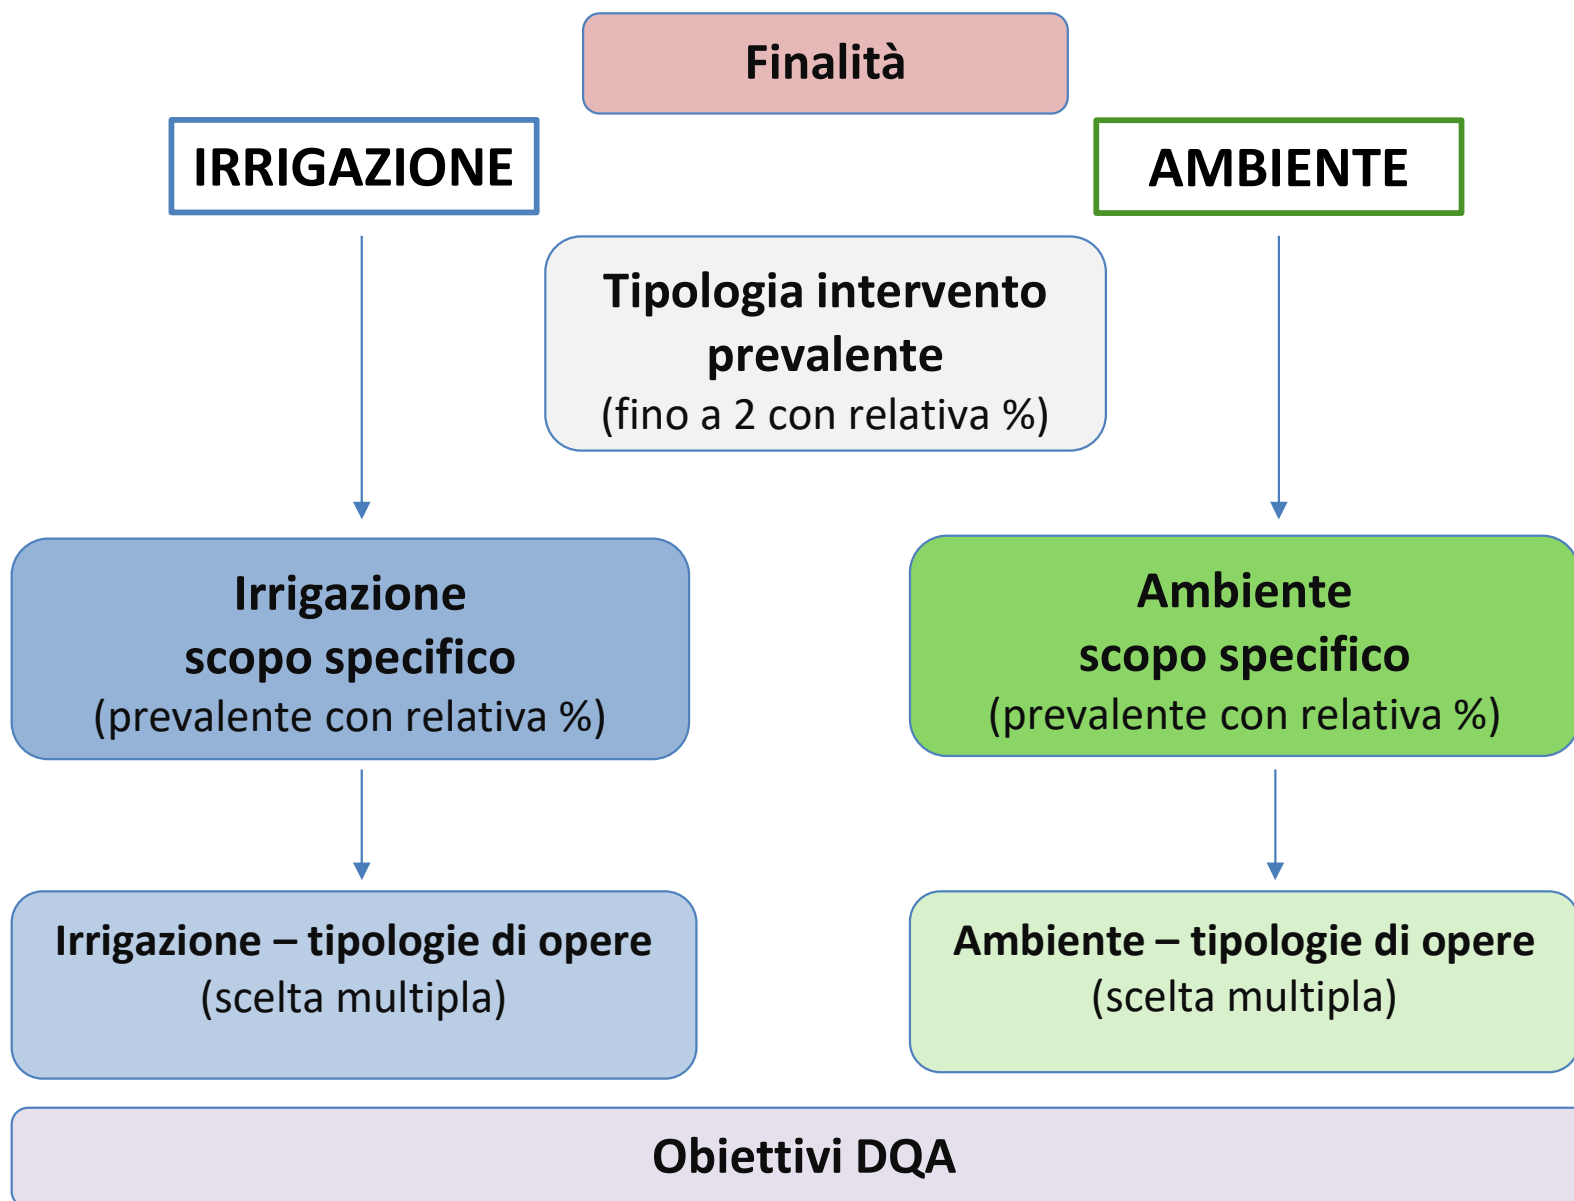 Finalità
IRRIGAZIONE
AMBIENTE
Tipologia intervento
prevalente
(fino a 2 con relativa %)
Irrigazione
scopo specifico
(prevalente con relativa %)
Ambiente
scopo specifico
(prevalente con relativa %)
Irrigazione – tipologie di opere
(scelta multipla)
Ambiente – tipologie di opere
(scelta multipla)
Obiettivi DQA